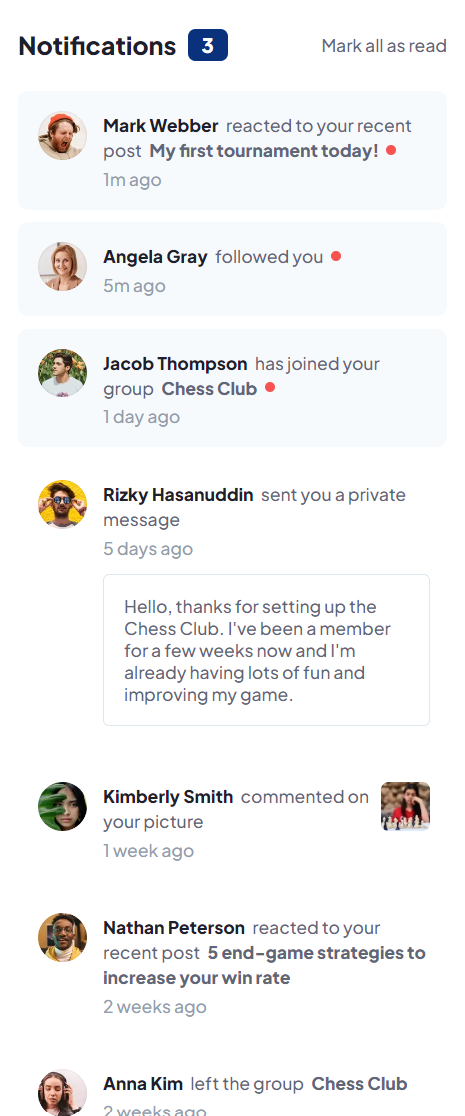 Notifications 3 Mark all as read
Mark Webber reacted to your recent
post My first tournament today!
1m ago
Angela Gray followed you
5m ago
Jacob Thompson has joined your
group Chess Club
1 day ago
Rizky Hasanuddin sent you a private
message
5 days ago
Hello, thanks for setting up the
Chess Club. I've been a member
for a few weeks now and I'm
already having lots of fun and
improving my game.
Kimberly Smith commented on
your picture
1 week ago
Nathan Peterson reacted to your
recent post 5 end-game strategies to
increase your win rate
2 weeks ago
Anna Kim left the group Chess Club
2 weeks ago